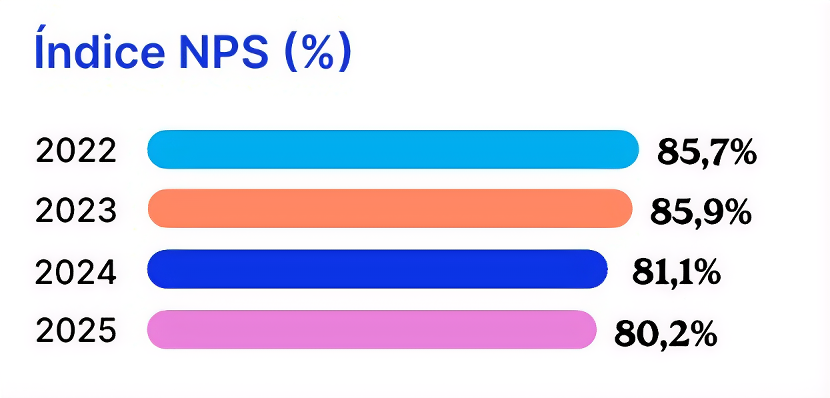 Índice NPS (%)
2022 85,7%
2023 85,9%
2024 81,1%
2025 80,2%